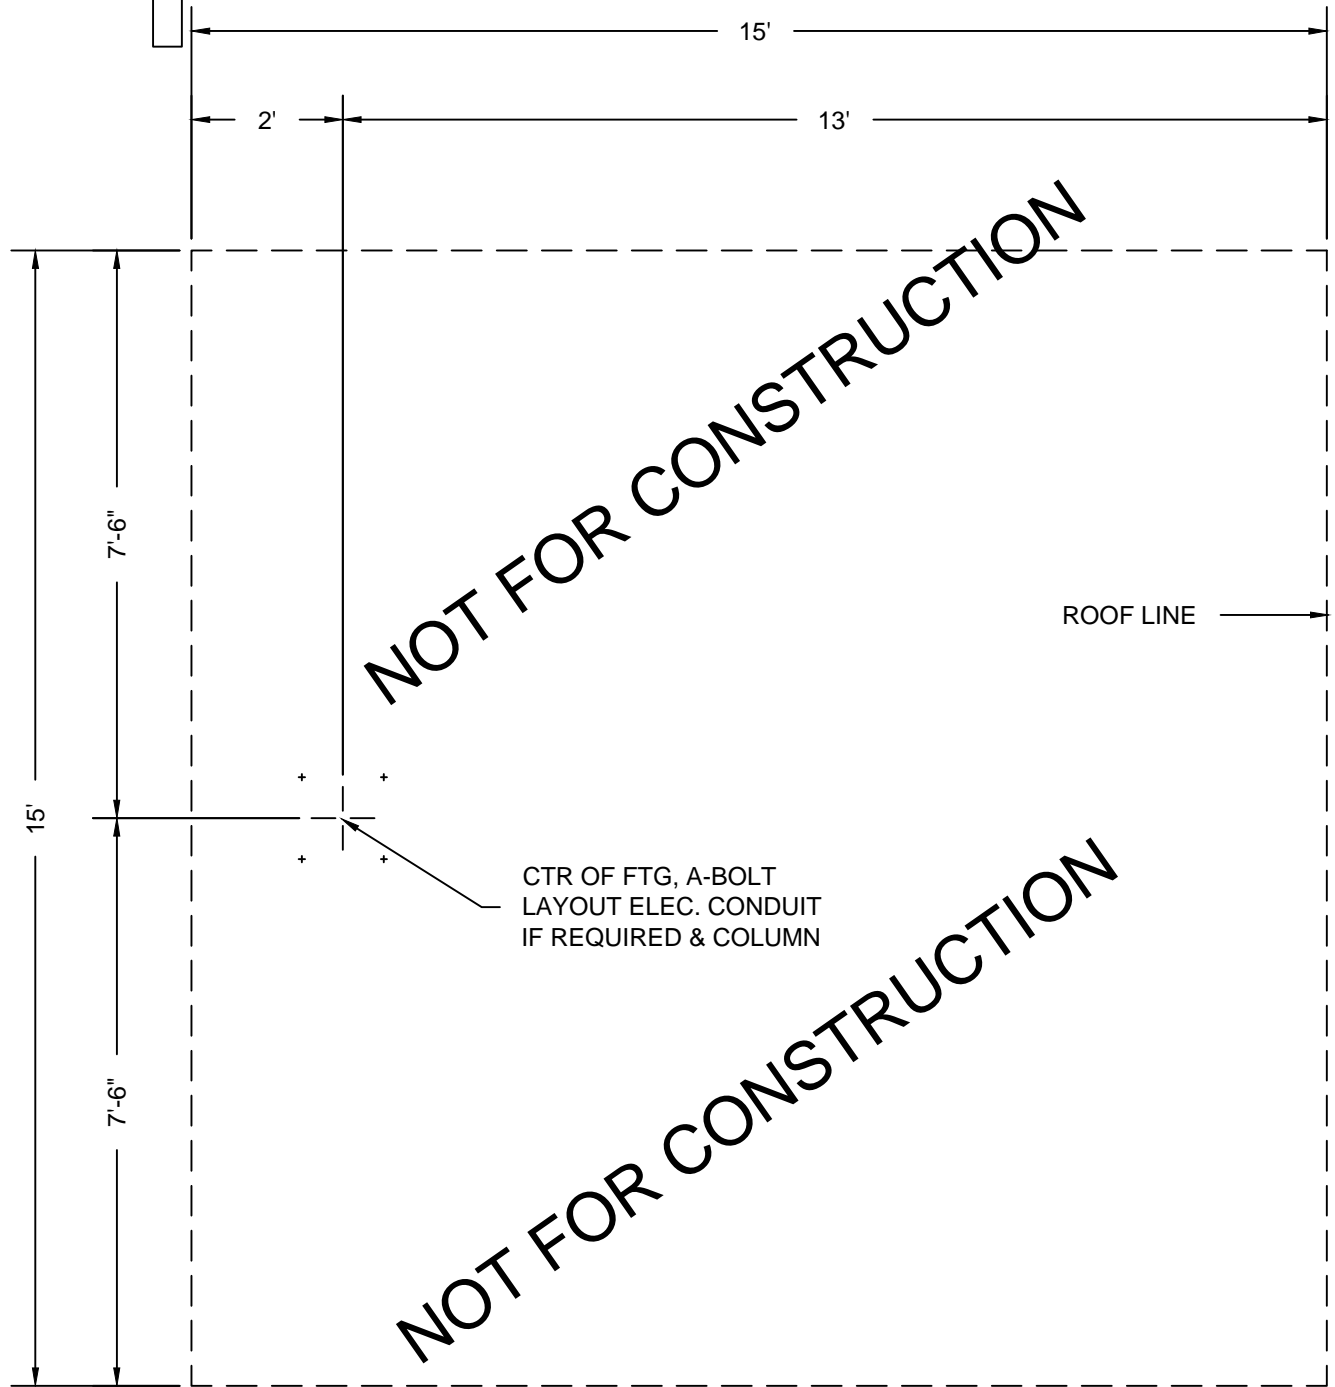 15'
2'
13'
NOT FOR CONSTRUCTION
7'-6"
ROOF LINE
15'
CTR OF FTG, A-BOLT
LAYOUT ELEC. CONDUIT
IF REQUIRED & COLUMN
7'-6"
NOT FOR CONSTRUCTION